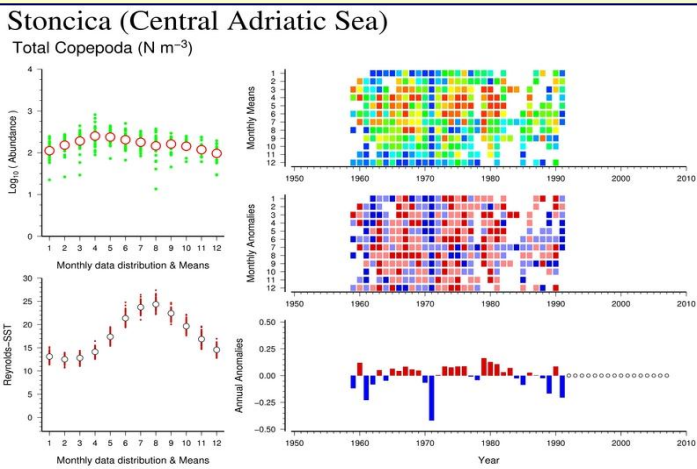 Stoncica (Central Adriatic Sea)
Total Copepoda (N m⁻³)
Log₁₀ ( Abundance )
4
3
2
1
0
1 2 3 4 5 6 7 8 9 10 11 12
Monthly data distribution & Means
Monthly Means
1
2
3
4
5
6
7
8
9
10
11
12
1950 1960 1970 1980 1990 2000 2010
Monthly Anomalies
1
2
3
4
5
6
7
8
9
10
11
12
1950 1960 1970 1980 1990 2000 2010
Reynolds-SST
30
25
20
15
10
5
0
1 2 3 4 5 6 7 8 9 10 11 12
Monthly data distribution & Means
Annual Anomalies
0.50
0.25
0.00
-0.25
-0.50
1950 1960 1970 1980 1990 2000 2010
Year